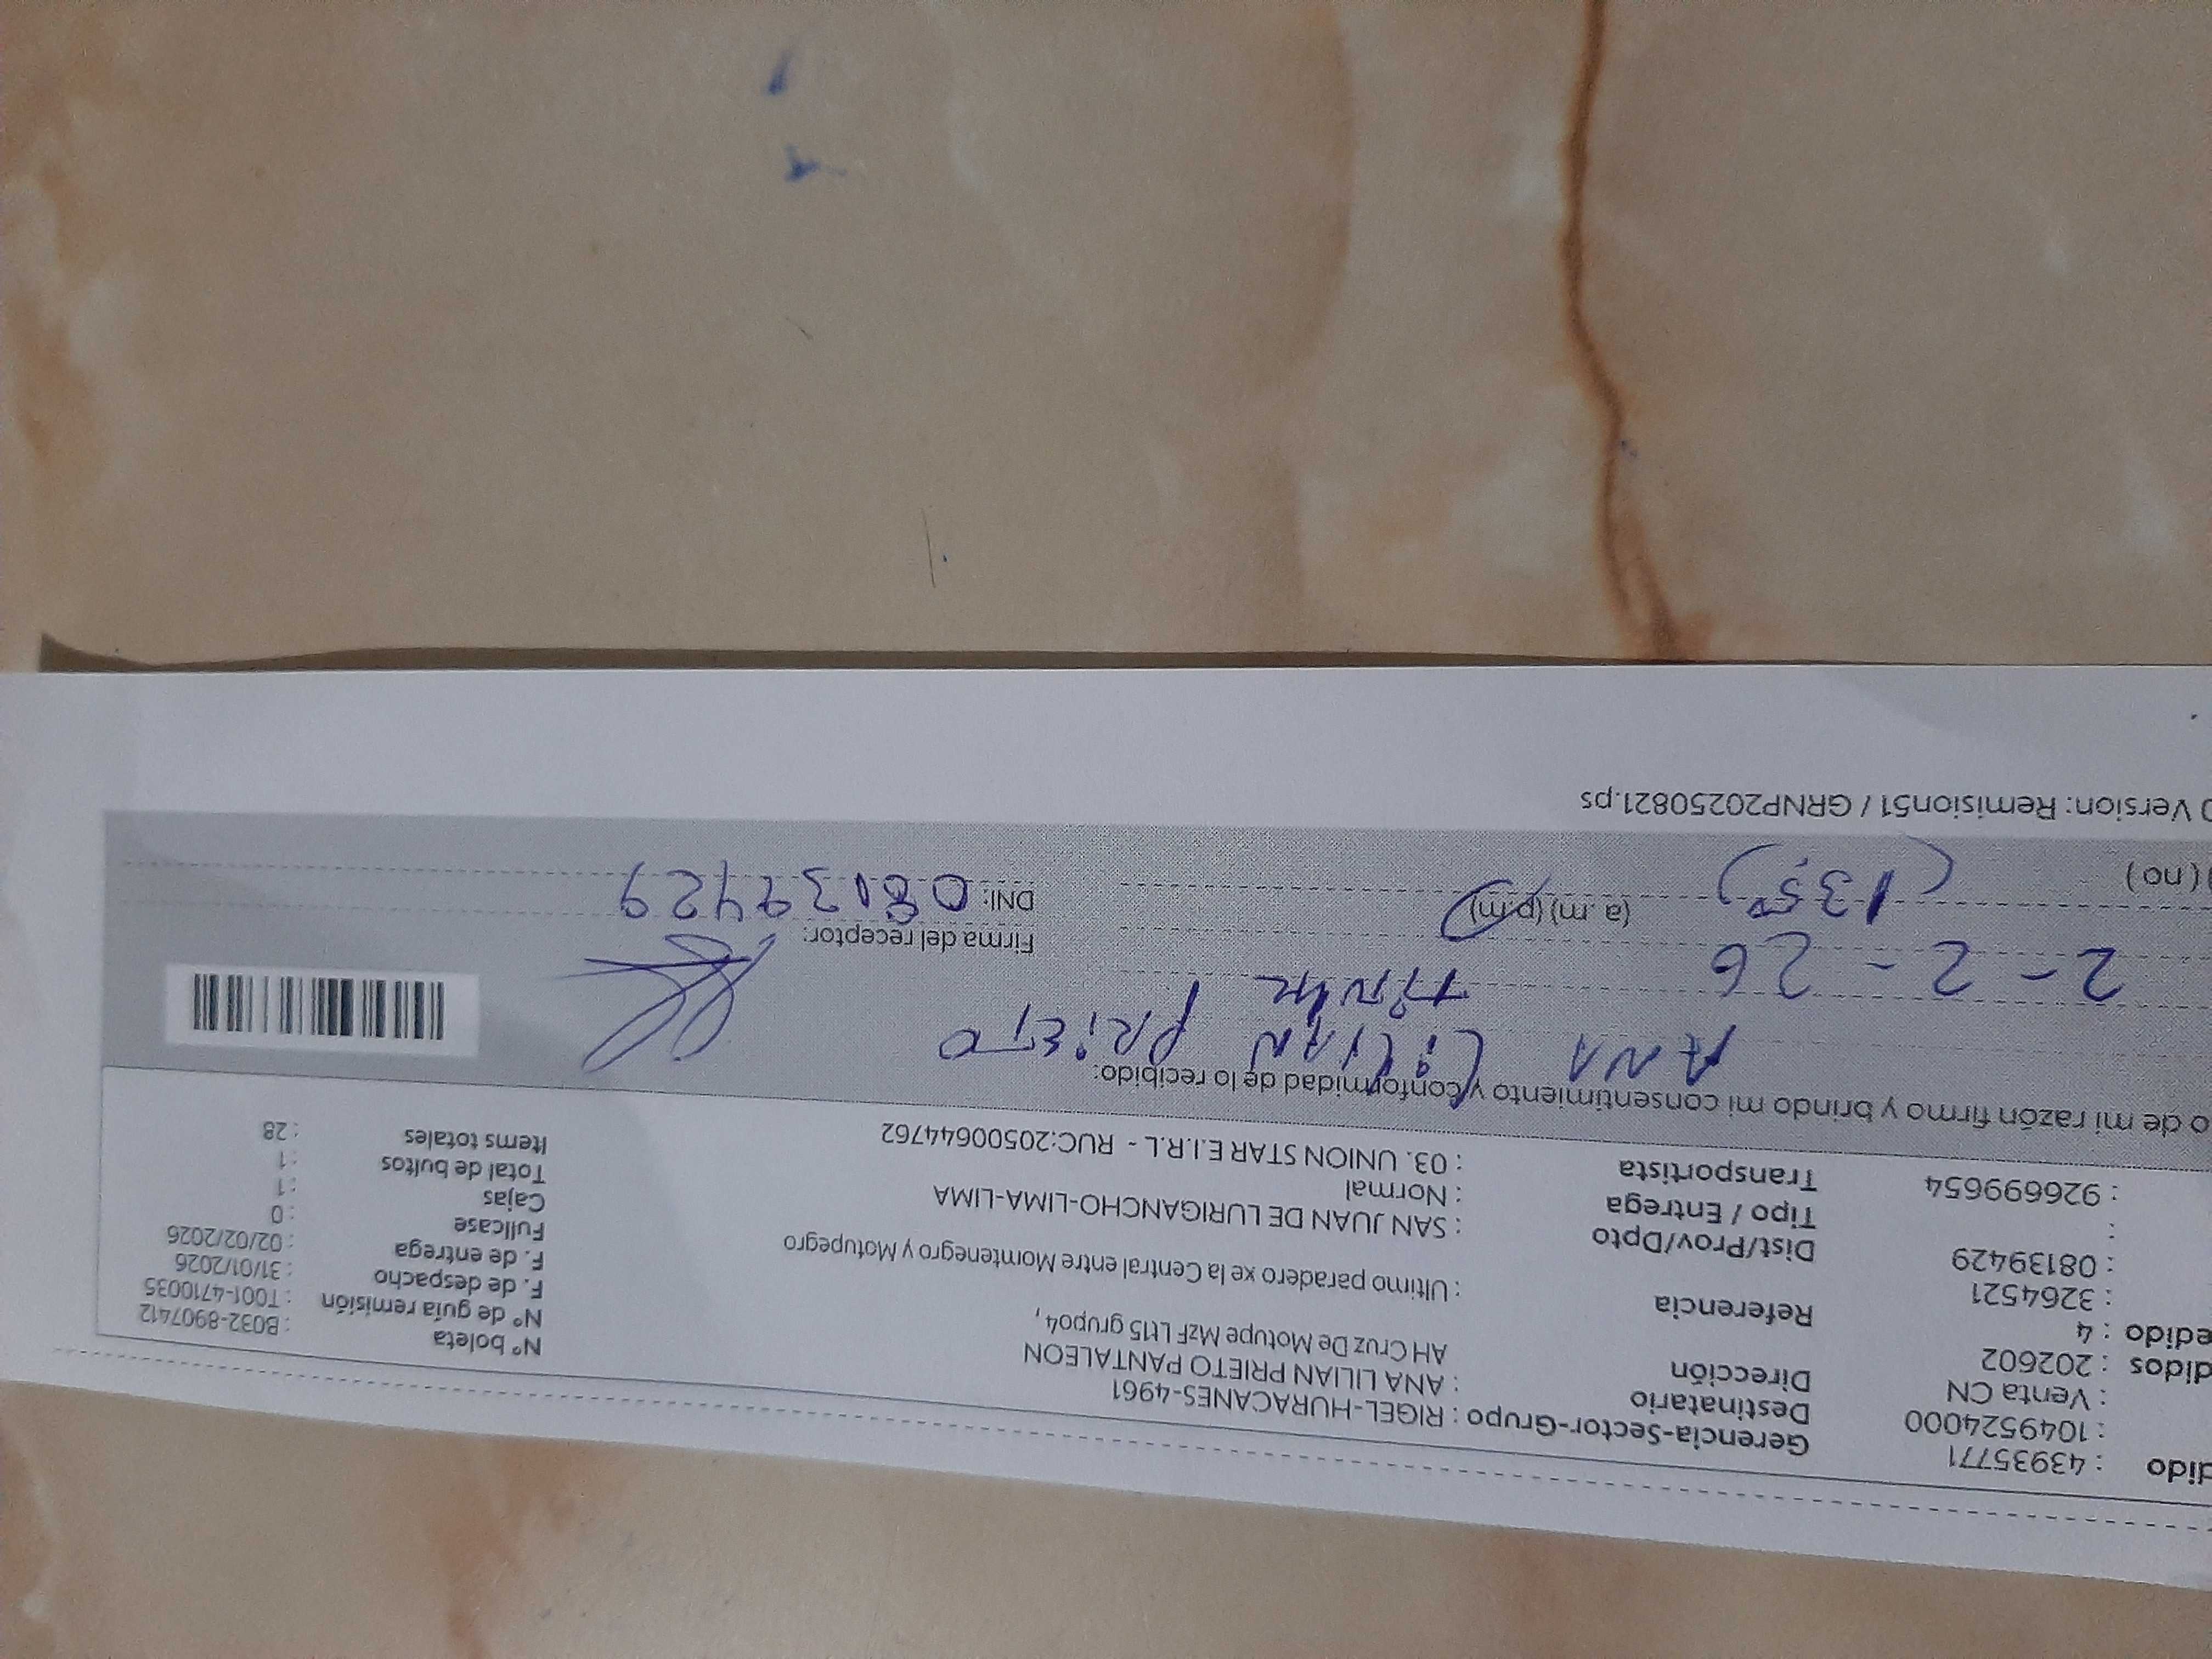 dido : 43935771
: 1049524000
: Venta CN
didos : 202602
edido : 4
: 3264521
: 08139429
:
: 926699654
Gerencia-Sector-Grupo : RIGEL-HURACANES-4961
Destinatario : ANA LILIAN PRIETO PANTALEON
Dirección AH Cruz De Motupe MzF Lt15 grupo4,
Referencia : Ultimo paradero xe la Central entre Momtenegro y Motupegro
Dist/Prov/Dpto : SAN JUAN DE LURIGANCHO-LIMA-LIMA
Tipo / Entrega : Normal
Transportista : 03. UNION STAR E.I.R.L - RUC:20500644762
N° boleta : B032-8907412
N° de guía remisión : T001-4710035
F. de despacho : 31/01/2026
F. de entrega : 02/02/2026
Fullcase : 0
Cajas : 1
Total de bultos : 1
Items totales : 28
o de mi razón firmo y brindo mi consentimiento y conformidad de lo recibido:
ANA LiLIAN PRiETO
2 - 2 - 26
Firma del receptor:
(a.m) (p.m)
DNI: 08139429
) (no)
Version: Remision51 / GRNP20250821.ps